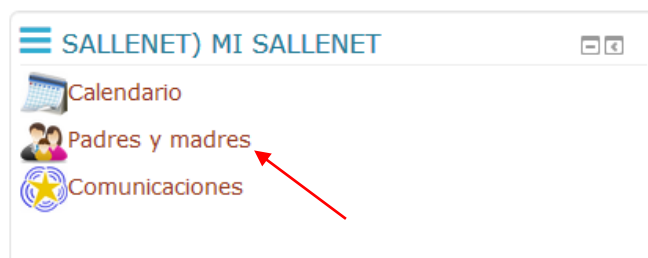 SALLENET) MI SALLENET
Calendario
Padres y madres
Comunicaciones